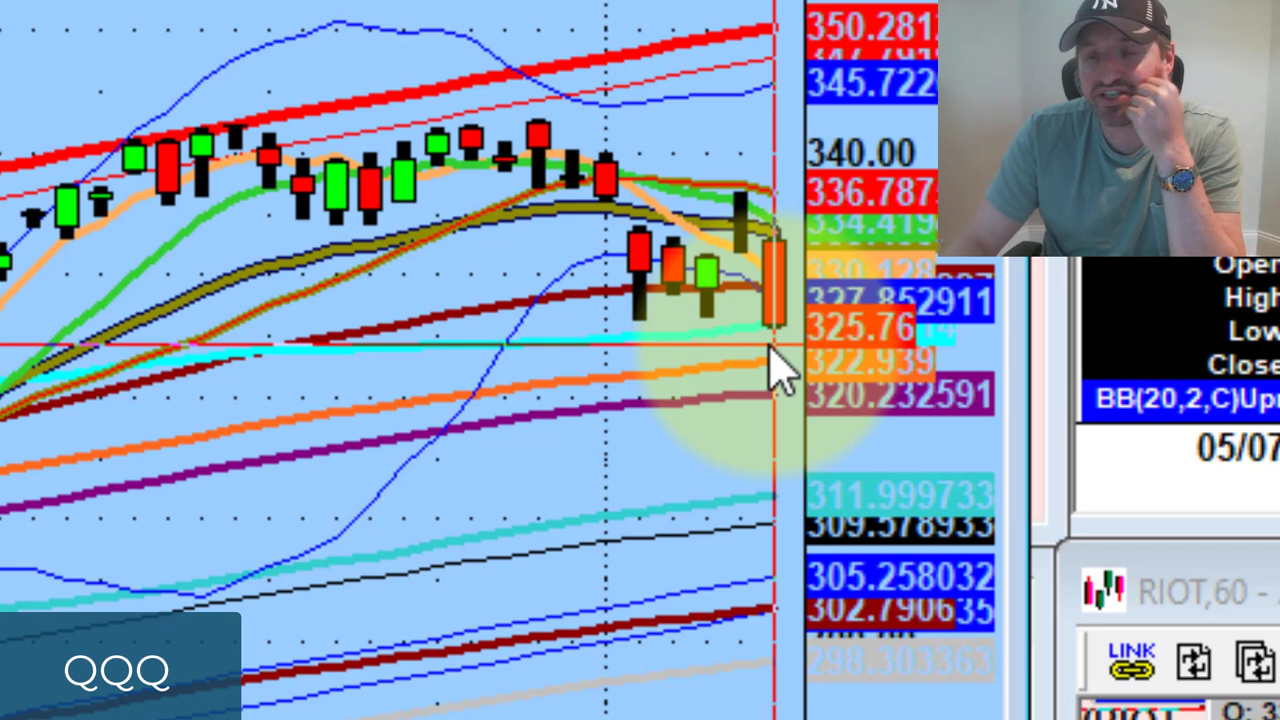 350.281
345.722
340.00
336.787
334.419
330.128
327.852911
325.76
322.939
320.232591
311.999733
309.578933
305.258032
302.790635
298.303363
Open
High
Low
Close
BB(20,2,C)Upr
05/07
RIOT,60 -
LINK
QQQ